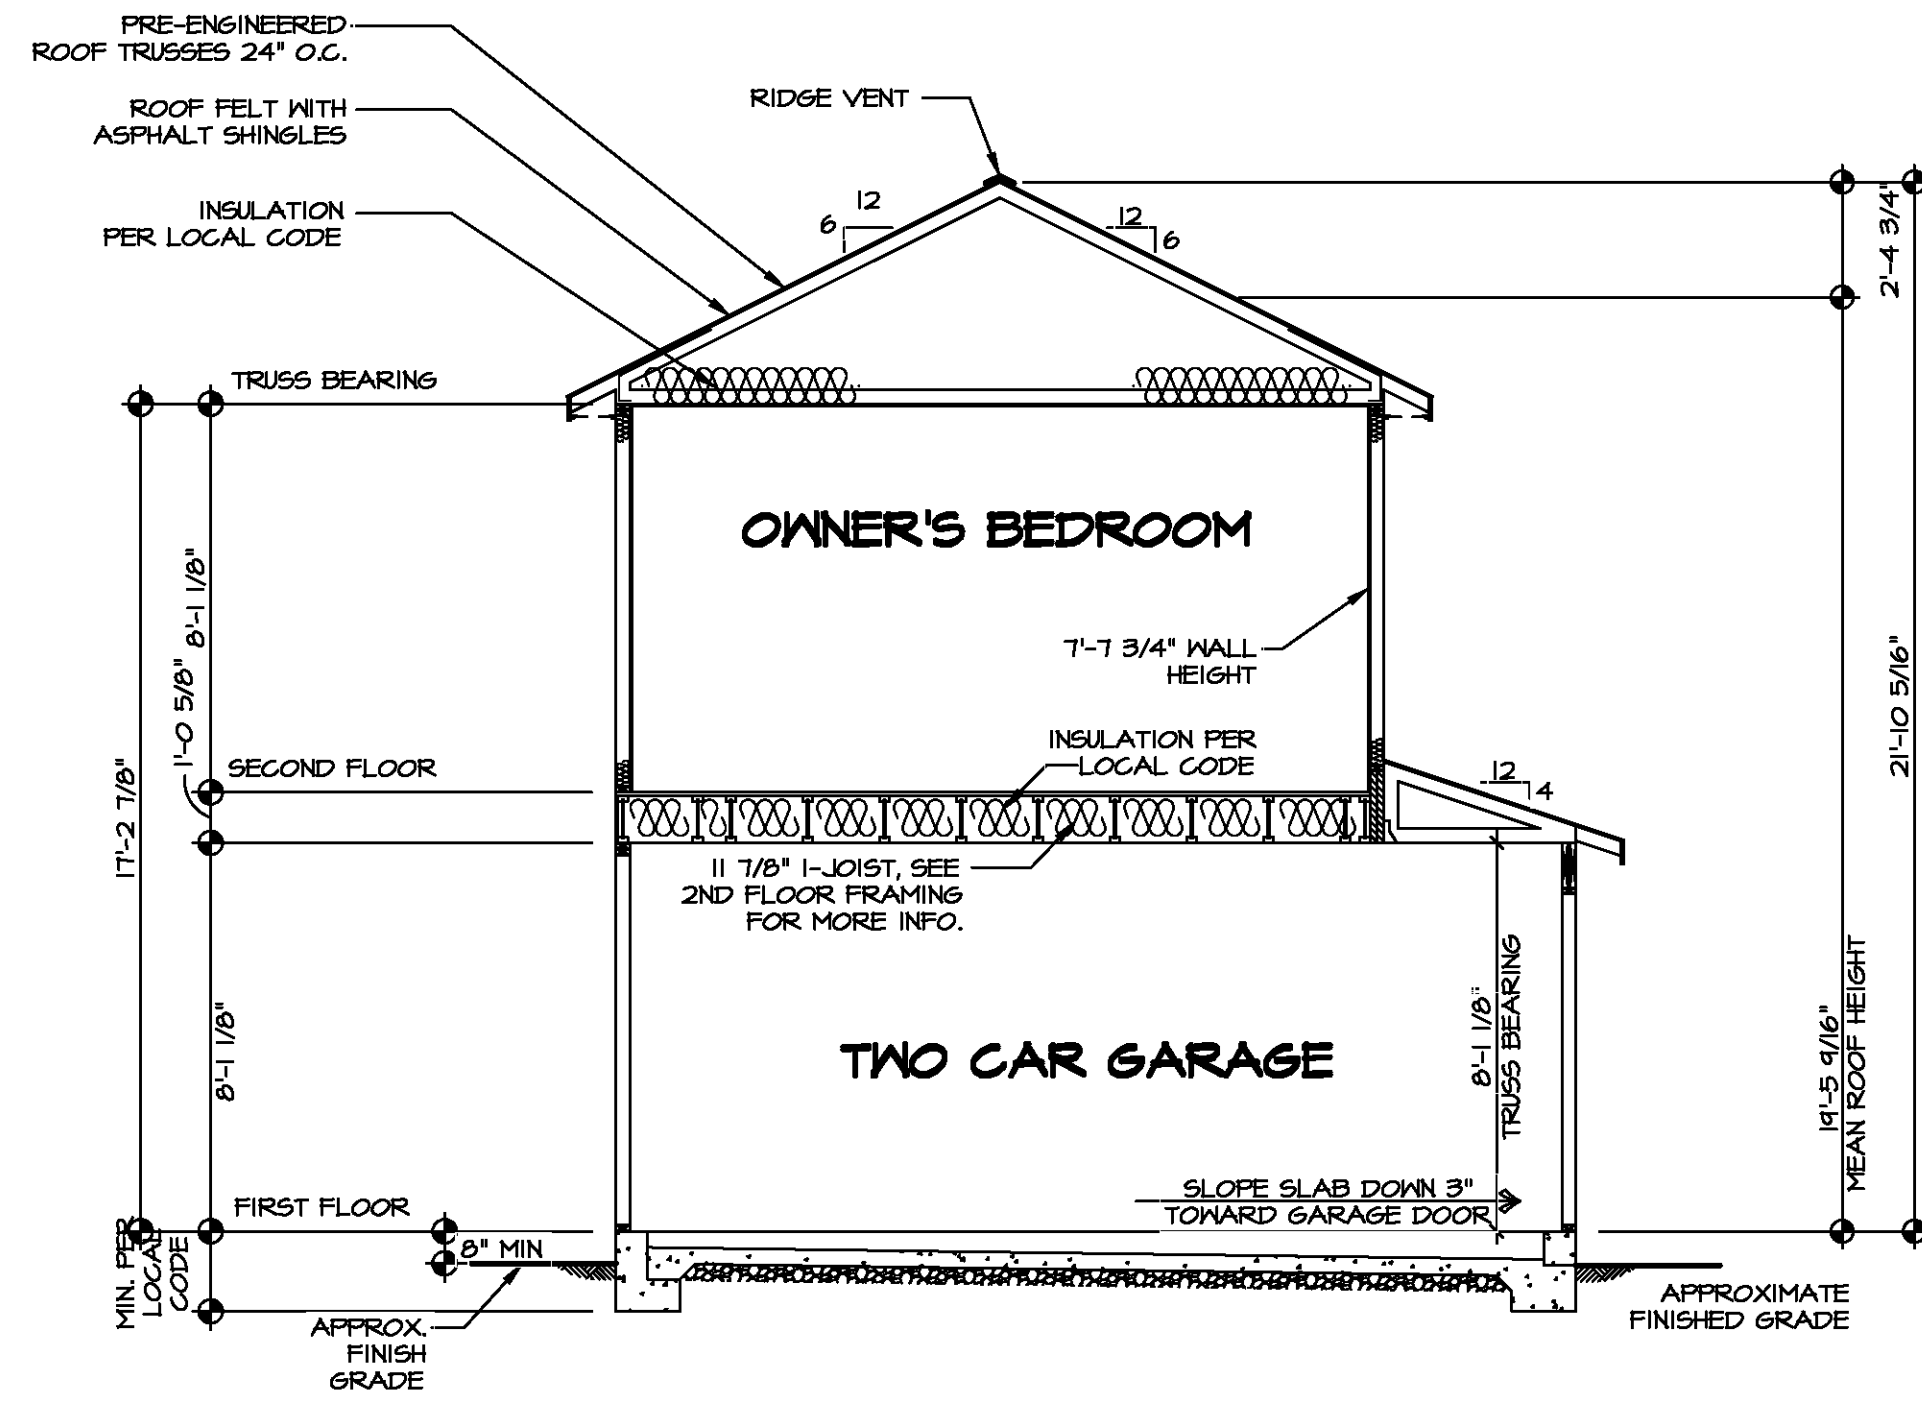 PRE-ENGINEERED
ROOF TRUSSES 24" O.C.
ROOF FELT WITH
ASPHALT SHINGLES
INSULATION
PER LOCAL CODE
RIDGE VENT
12
6
12
6
2'-4 3/4"
TRUSS BEARING
OWNER'S BEDROOM
7'-7 3/4" WALL
HEIGHT
INSULATION PER
LOCAL CODE
8'-1 1/8"
1'-0 5/8"
17'-2 7/8"
SECOND FLOOR
12
4
21'-10 5/16"
11 7/8" I-JOIST, SEE
2ND FLOOR FRAMING
FOR MORE INFO.
8'-1 1/8"
TWO CAR GARAGE
8'-1 1/8"
TRUSS BEARING
19'-5 9/16"
MEAN ROOF HEIGHT
SLOPE SLAB DOWN 3"
TOWARD GARAGE DOOR
FIRST FLOOR
8" MIN
MIN. PER
LOCAL
CODE
APPROX.
FINISH
GRADE
APPROXIMATE
FINISHED GRADE